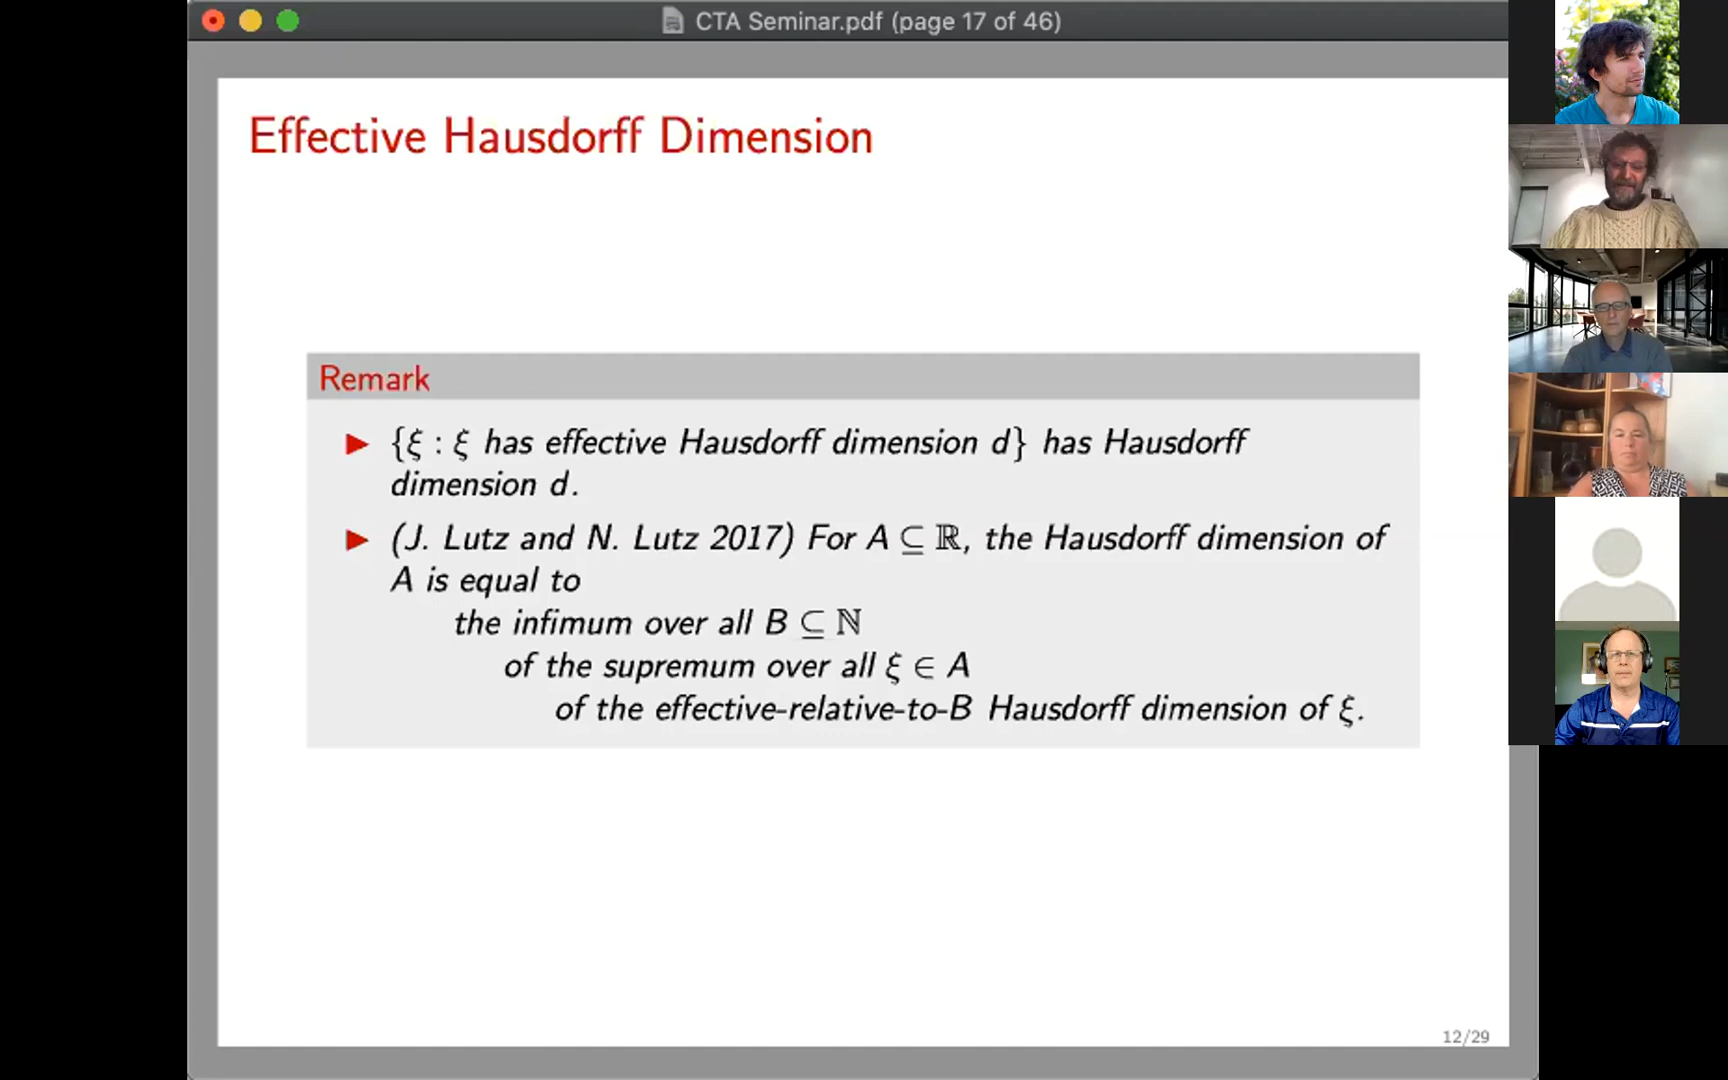 CTA Seminar.pdf (page 17 of 46)
Effective Hausdorff Dimension
Remark
▶ {ξ : ξ has effective Hausdorff dimension d} has Hausdorff
dimension d.
▶ (J. Lutz and N. Lutz 2017) For A ⊆ ℝ, the Hausdorff dimension of
A is equal to
the infimum over all B ⊆ ℕ
of the supremum over all ξ ∈ A
of the effective-relative-to-B Hausdorff dimension of ξ.
12/29